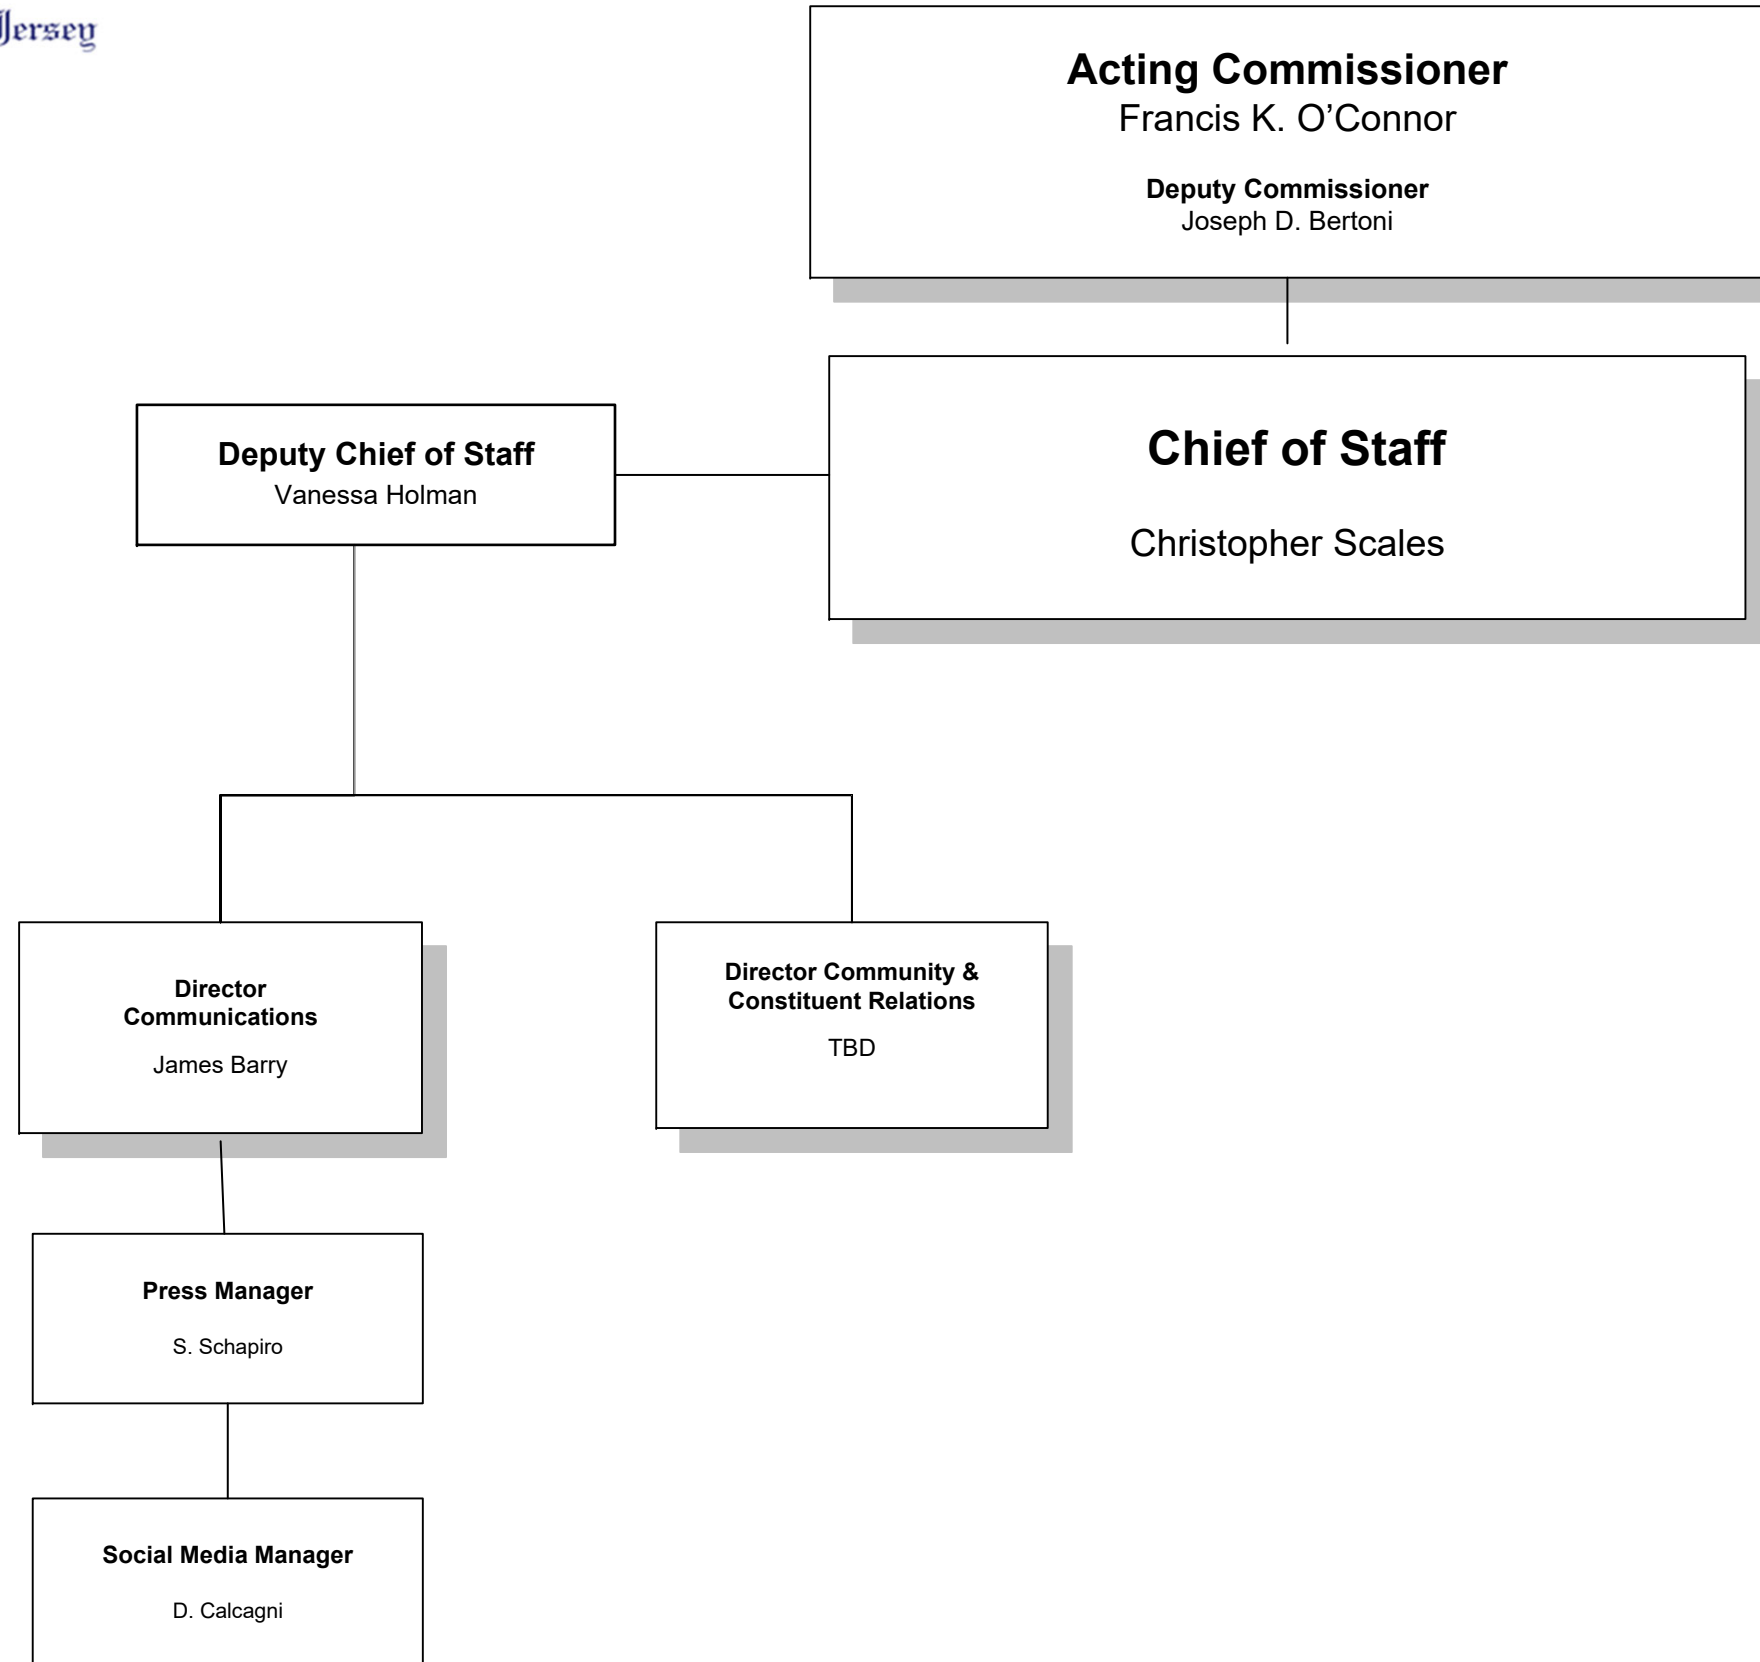 Jersey
Acting Commissioner
Francis K. O’Connor
Deputy Commissioner
Joseph D. Bertoni
Deputy Chief of Staff
Vanessa Holman
Chief of Staff
Christopher Scales
Director
Communications
James Barry
Director Community &
Constituent Relations
TBD
Press Manager
S. Schapiro
Social Media Manager
D. Calcagni